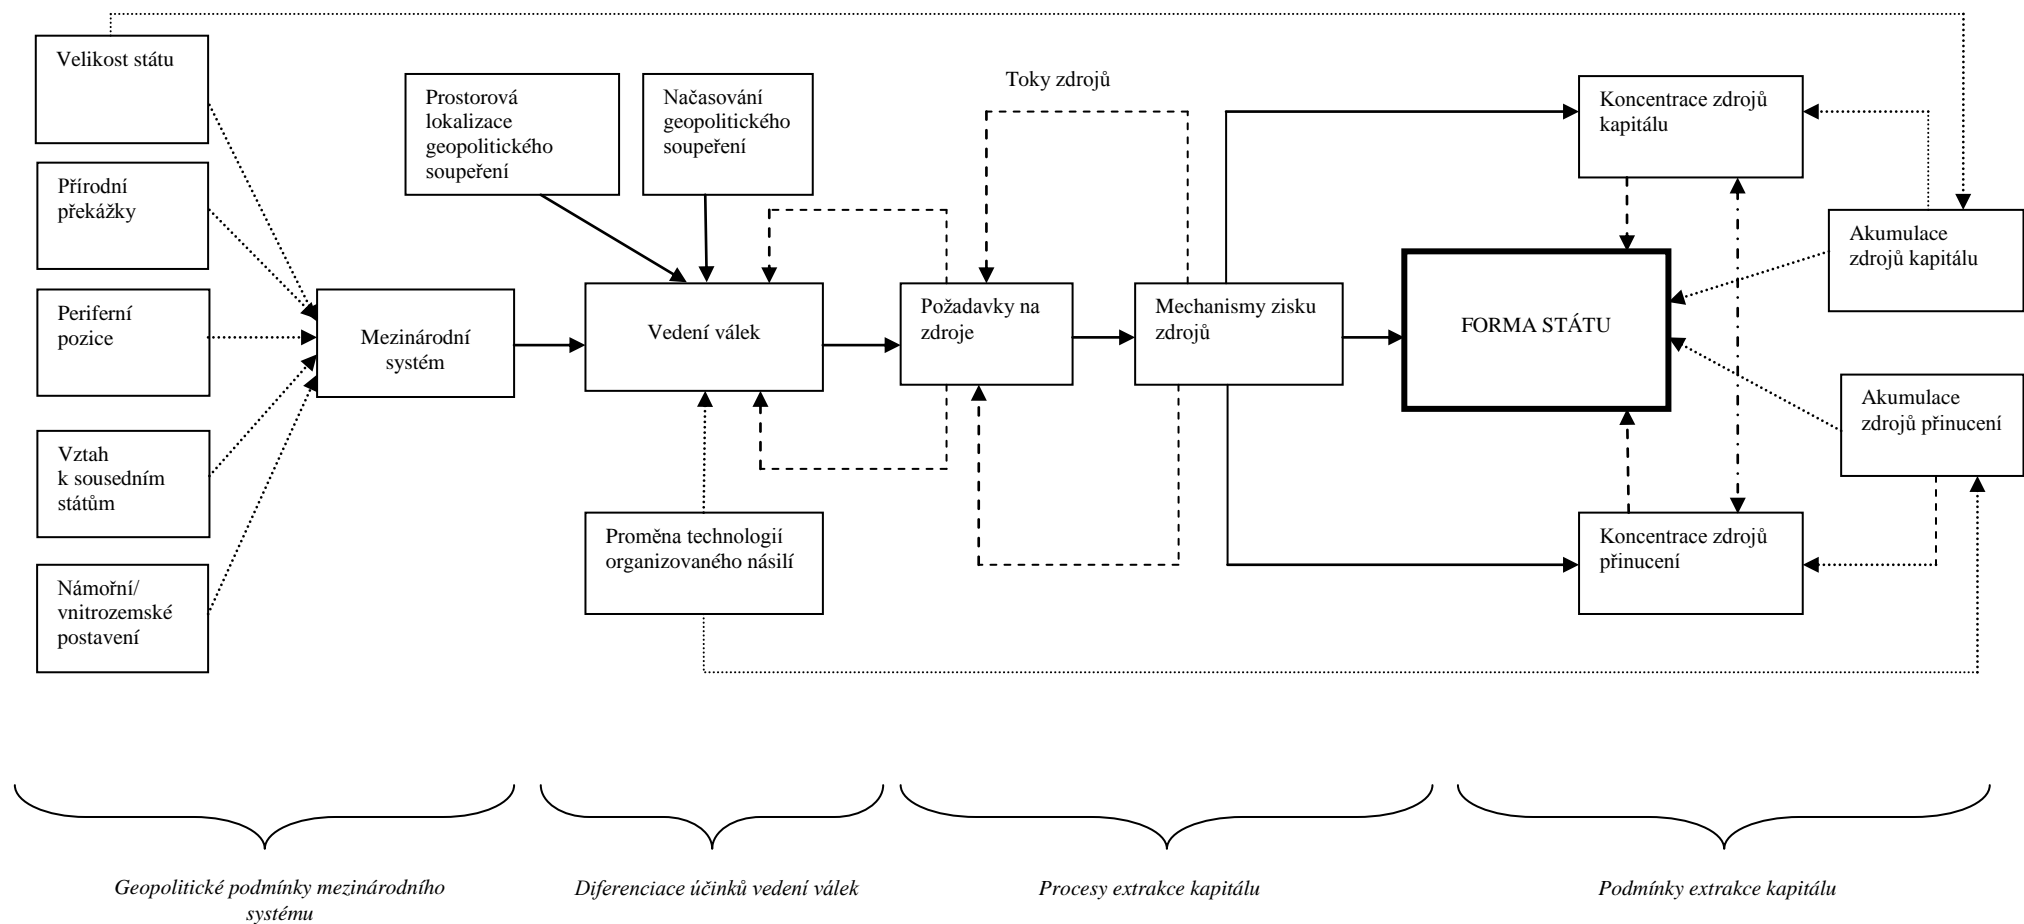 Velikost státu
Přírodní
překážky
Periferní
pozice
Vztah
k sousedním
státům
Námořní/
vnitrozemské
postavení
Mezinárodní
systém
Prostorová
lokalizace
geopolitického
soupeření
Načasování
geopolitického
soupeření
Vedení válek
Proměna technologií
organizovaného násilí
Toky zdrojů
Požadavky na
zdroje
Mechanismy zisku
zdrojů
Koncentrace zdrojů
kapitálu
FORMA STÁTU
Koncentrace zdrojů
přinucení
Akumulace
zdrojů kapitálu
Akumulace
zdrojů přinucení
Geopolitické podmínky mezinárodního
systému
Diferenciace účinků vedení válek
Procesy extrakce kapitálu
Podmínky extrakce kapitálu